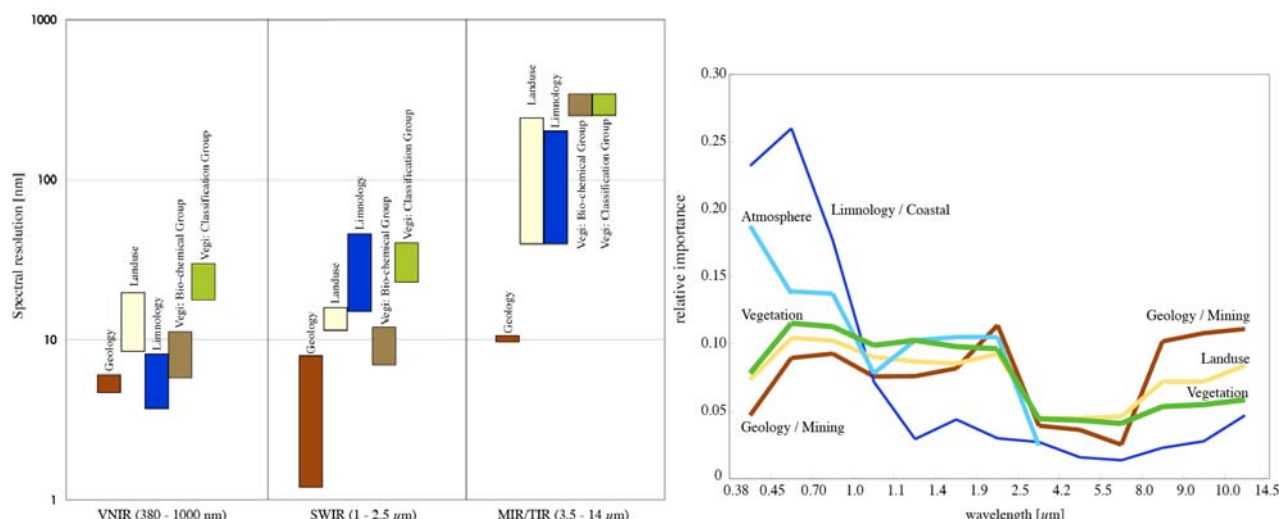 1000
100
10
1
Spectral resolution [nm]
Geology
Landuse
Limnology
Vegi: Bio-chemical Group
Vegi: Classification Group
Geology
Landuse
Limnology
Vegi: Bio-chemical Group
Vegi: Classification Group
Geology
Landuse
Limnology
Vegi: Bio-chemical Group
Vegi: Classification Group
VNIR (380 - 1000 nm)
SWIR (1 - 2.5 µm)
MIR/TIR (3.5 - 14 µm)
0.30
0.25
0.20
0.15
0.10
0.05
0
relative importance
Limnology / Coastal
Atmosphere
Vegetation
Geology / Mining
Geology / Mining
Landuse
Vegetation
0.38 0.45 0.70 1.0 1.1 1.4 1.9 2.5 4.2 5.5 8.0 9.0 10.0 14.5
wavelength [µm]